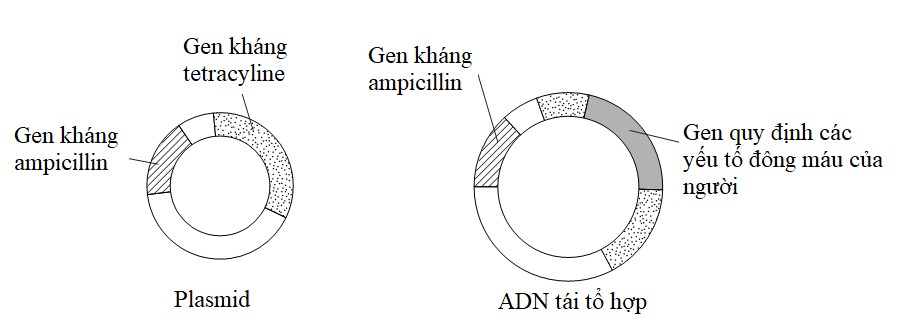 Gen kháng
tetracyline
Gen kháng
ampicillin
Plasmid
Gen kháng
ampicillin
Gen quy định các
yếu tố đông máu của
người
ADN tái tổ hợp